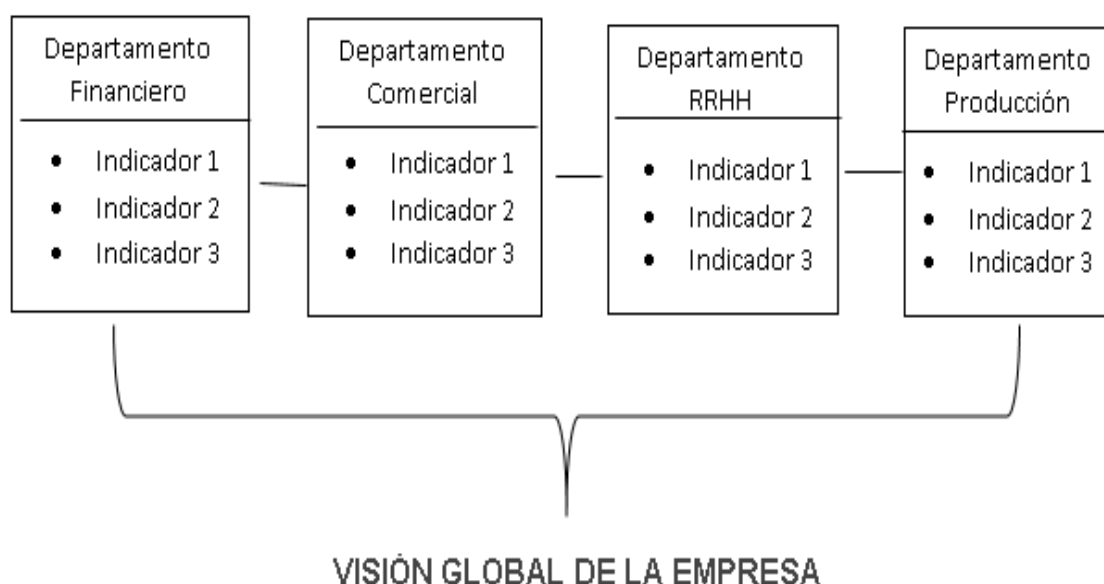 Departamento
Financiero
• Indicador 1
• Indicador 2
• Indicador 3
Departamento
Comercial
• Indicador 1
• Indicador 2
• Indicador 3
Departamento
RRHH
• Indicador 1
• Indicador 2
• Indicador 3
Departamento
Producción
• Indicador 1
• Indicador 2
• Indicador 3
VISIÓN GLOBAL DE LA EMPRESA